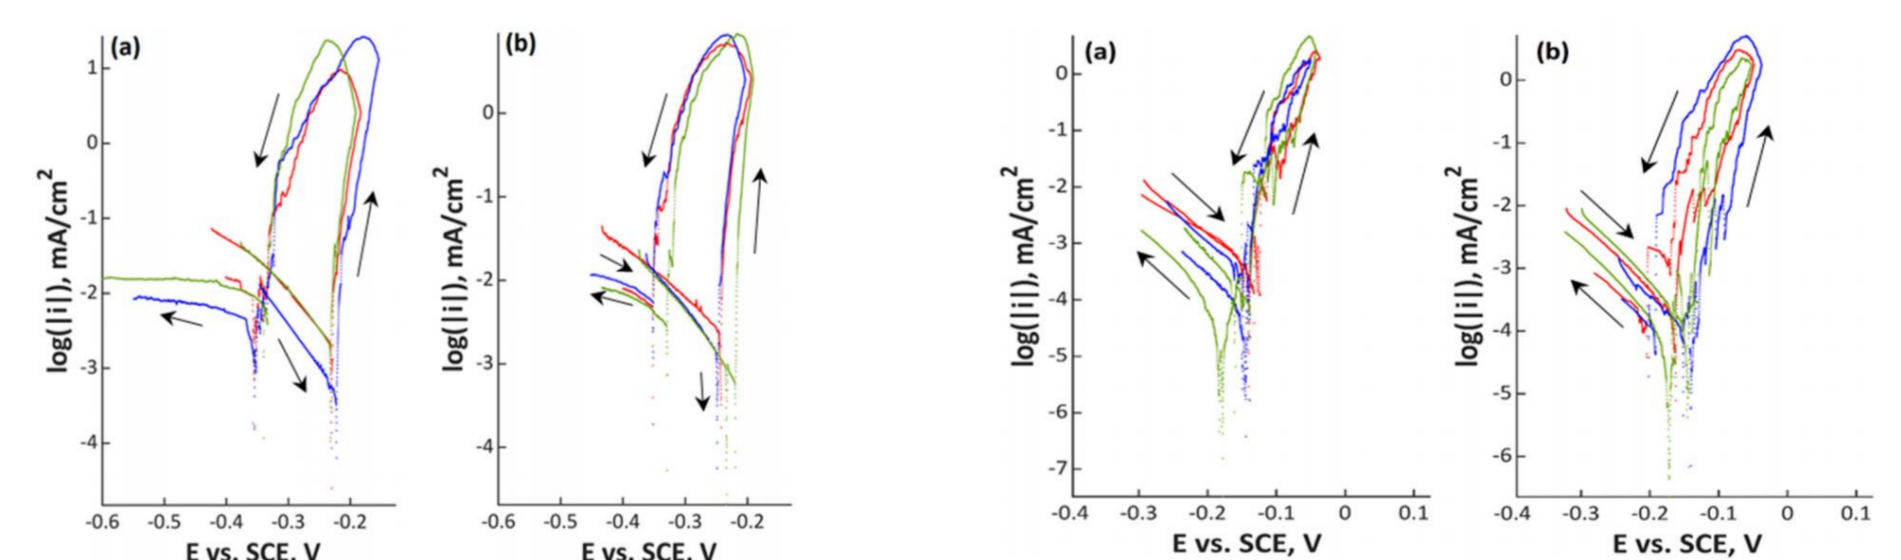 (a)
log(|i|), mA/cm2
1
0
-1
-2
-3
-4
-0.6 -0.5 -0.4 -0.3 -0.2
E vs. SCE, V
(b)
log(|i|), mA/cm2
0
-1
-2
-3
-4
-0.6 -0.5 -0.4 -0.3 -0.2
E vs. SCE, V
(a)
log(|i|), mA/cm2
0
-1
-2
-3
-4
-5
-6
-7
-0.4 -0.3 -0.2 -0.1 0 0.1
E vs. SCE, V
(b)
log(|i|), mA/cm2
0
-1
-2
-3
-4
-5
-6
-0.4 -0.3 -0.2 -0.1 0 0.1
E vs. SCE, V